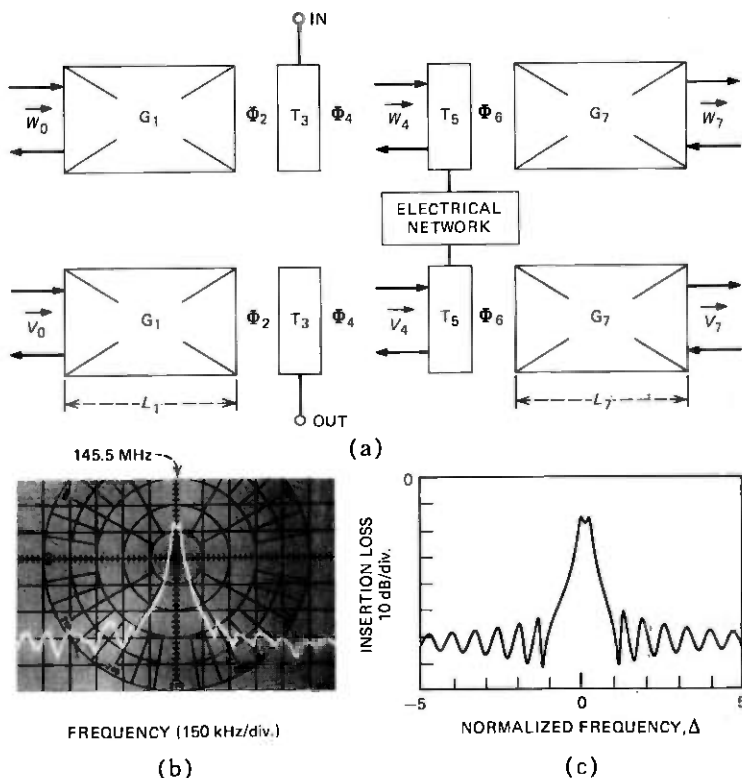 IN
W0 G1 Φ2 T3 Φ4 W4 T5 Φ6 G7 W7
ELECTRICAL NETWORK
V0 G1 Φ2 T3 Φ4 V4 T5 Φ6 G7 V7
L1 L7
OUT
(a)
145.5 MHz
FREQUENCY (150 kHz/div.)
(b)
0
INSERTION LOSS
10 dB/div.
-5 0 5
NORMALIZED FREQUENCY, Δ
(c)